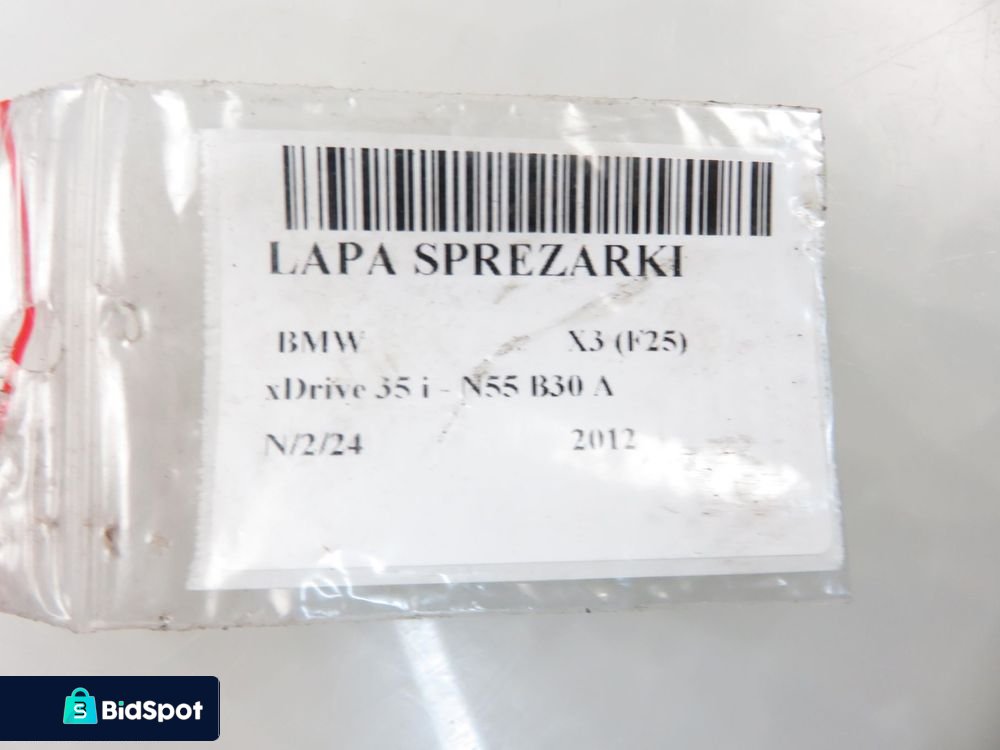 LAPA SPREZARKI
BMW X3 (F25)
xDrive 35 i - N55 B30 A
N/2/24 2012
BidSpot